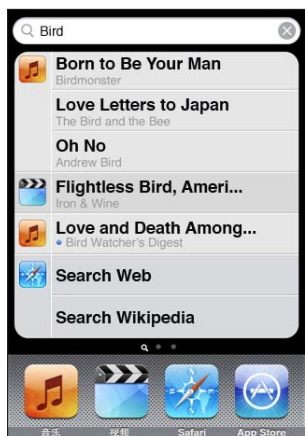 Bird
Born to Be Your Man
Birdmonster
Love Letters to Japan
The Bird and the Bee
Oh No
Andrew Bird
Flightless Bird, Ameri...
Iron & Wine
Love and Death Among...
Bird Watcher's Digest
Search Web
Search Wikipedia
音乐 视频 Safari App Store